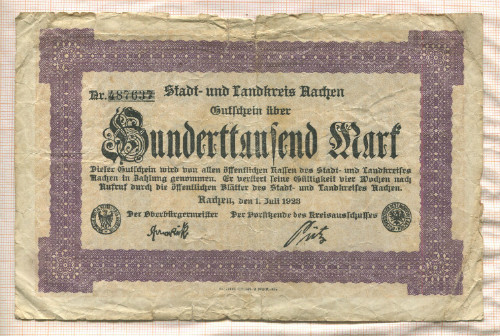 Nr. 487637
Stadt- und Landkreis Aachen
Gutschein über
Hunderttausend Mark
Dieser Gutschein wird von allen öffentlichen Kassen des Stadt- und Landkreises
Aachen in Zahlung genommen. Er verliert seine Gültigkeit vier Wochen nach
Aufruf durch die öffentlichen Blätter des Stadt- und Landkreises Aachen.
Aachen, den 1. Juli 1923
Der Oberbürgermeister Der Vorsitzende des Kreisausschusses